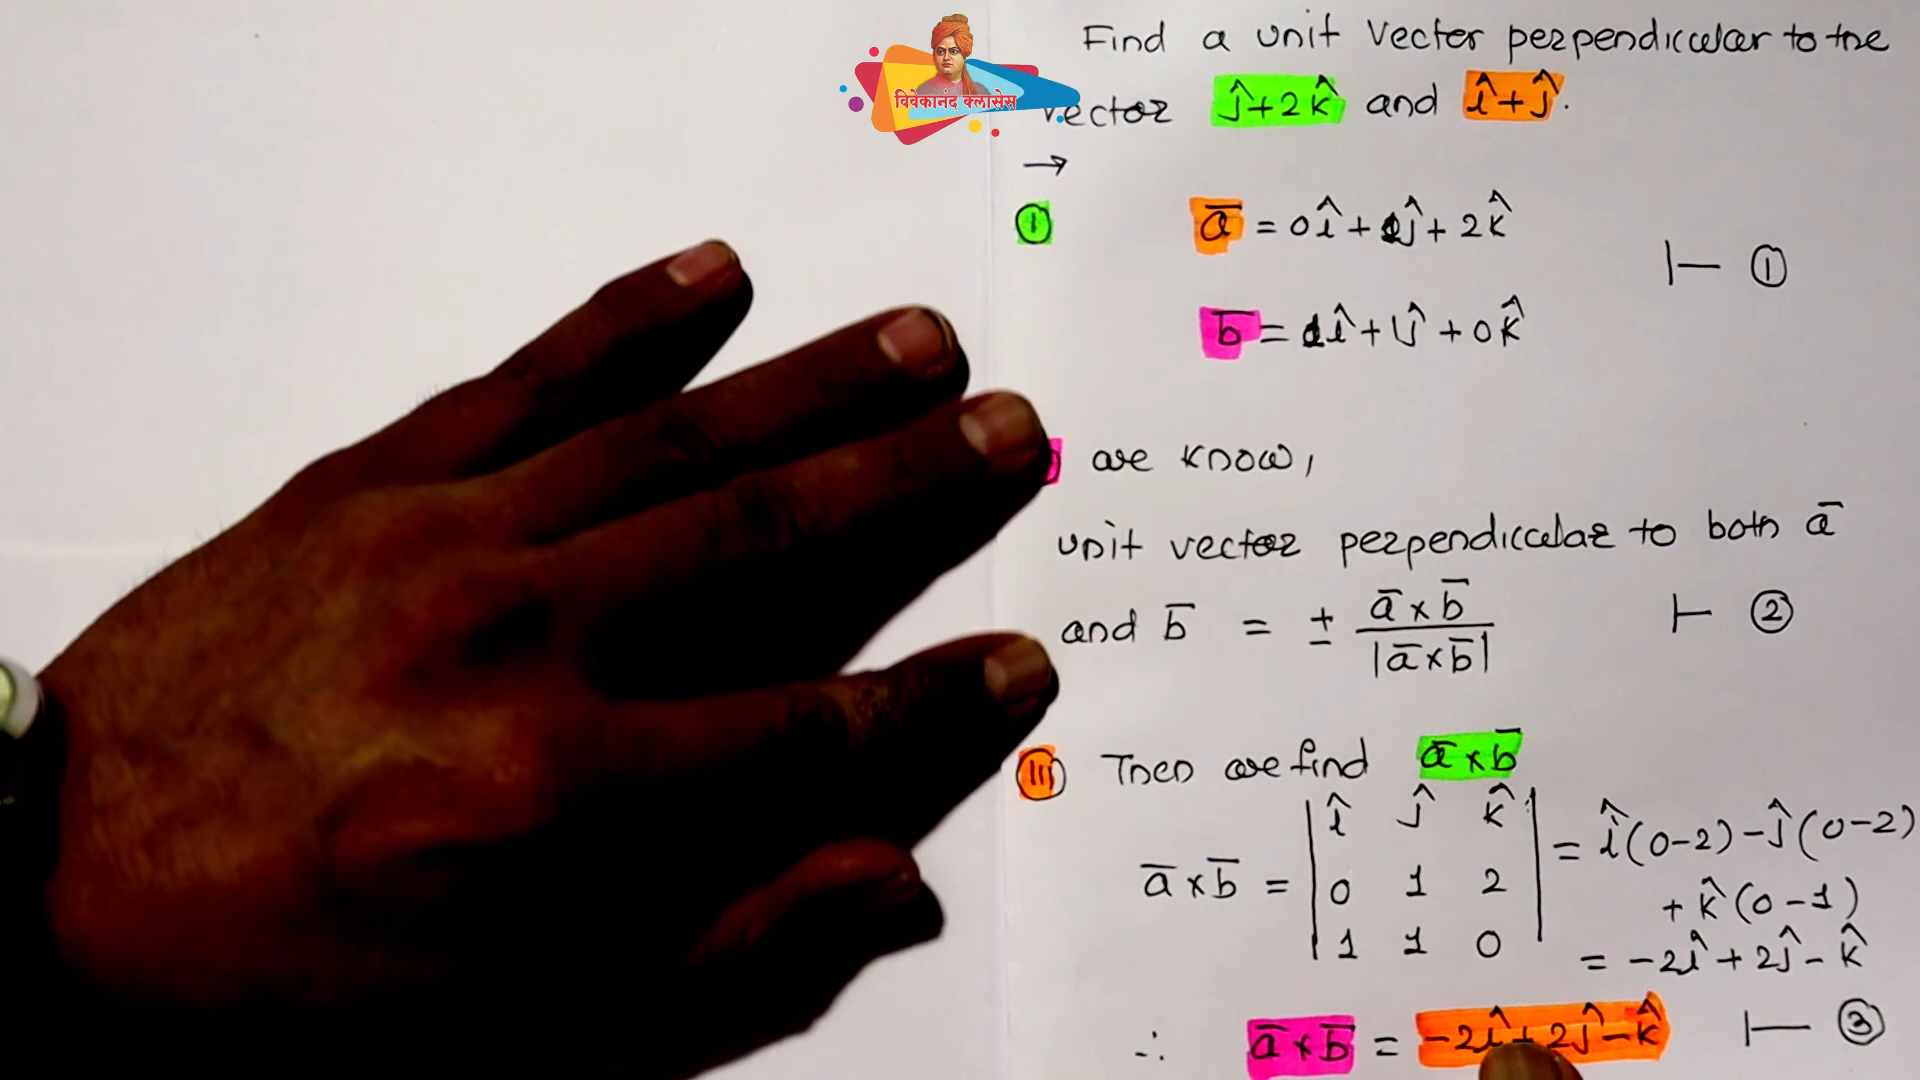 विवेकानंद क्लासेस
Find a unit vector perpendicular to the
vector ĵ+2k̂ and î+ĵ.
→
① a̅ = 0î + 1ĵ + 2k̂
⊢ ①
b̅ = 1î + 1ĵ + 0k̂
we know,
unit vector perpendicular to both a̅
and b̅ = ± a̅×b̅ / |a̅×b̅| ⊢ ②
(III) Then we find a̅×b̅
a̅×b̅ = | î ĵ k̂ | = î(0-2) - ĵ(0-2)
| 0 1 2 | + k̂(0-1)
| 1 1 0 | = -2î + 2ĵ - k̂
∴ a̅×b̅ = -2î + 2ĵ - k̂ ⊢ ③